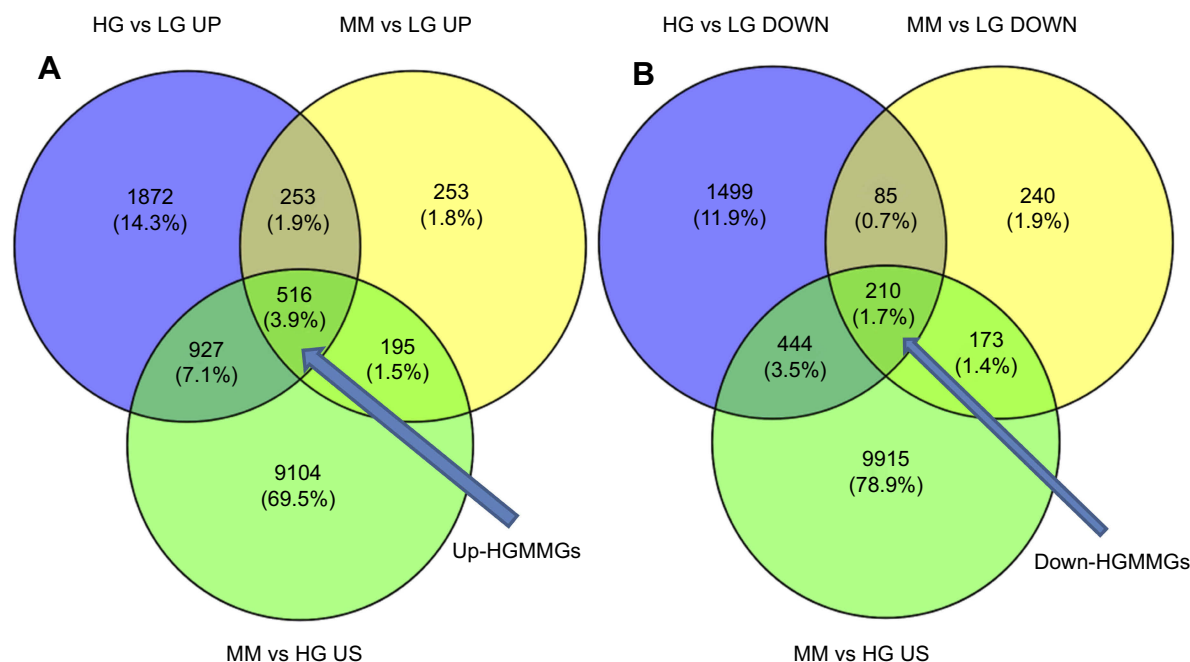 HG vs LG UP
MM vs LG UP
A
1872
(14.3%)
253
(1.9%)
253
(1.8%)
516
(3.9%)
927
(7.1%)
195
(1.5%)
9104
(69.5%)
Up-HGMMGs
MM vs HG US
HG vs LG DOWN
MM vs LG DOWN
B
1499
(11.9%)
85
(0.7%)
240
(1.9%)
210
(1.7%)
444
(3.5%)
173
(1.4%)
9915
(78.9%)
Down-HGMMGs
MM vs HG US